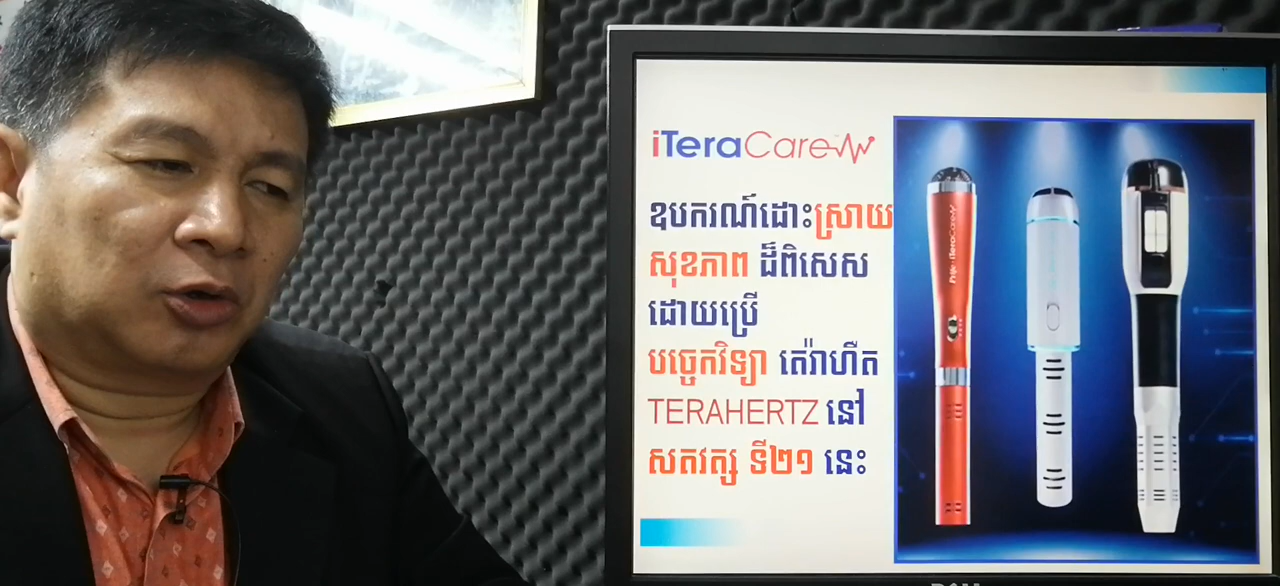 iTeraCare
ឧបករណ៍ដោះស្រាយ
សុខភាព ដ៏ពិសេស
ដោយប្រើ
បច្ចេកវិទ្យា តេរ៉ាហឺត
TERAHERTZ នៅ
សតវត្ស ទី២១ នេះ
iTeraCare